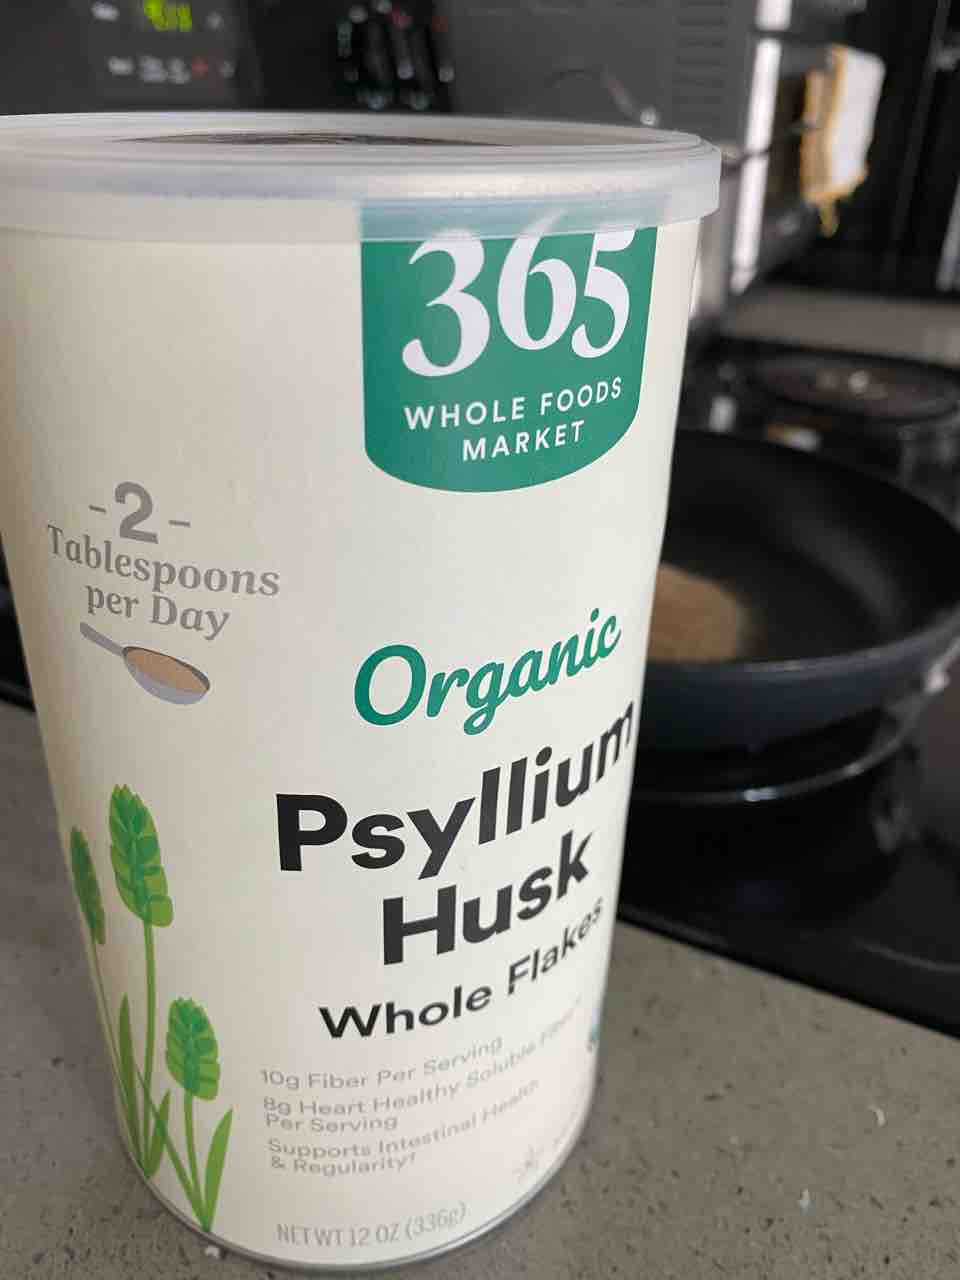 365
WHOLE FOODS
MARKET
-2-
Tablespoons
per Day
Organic
Psyllium
Husk
Whole Flakes
10g Fiber Per Serving
8g Heart Healthy Soluble Fiber
Per Serving
Supports Intestinal Health
& Regularity†
NET WT 12 OZ (336g)